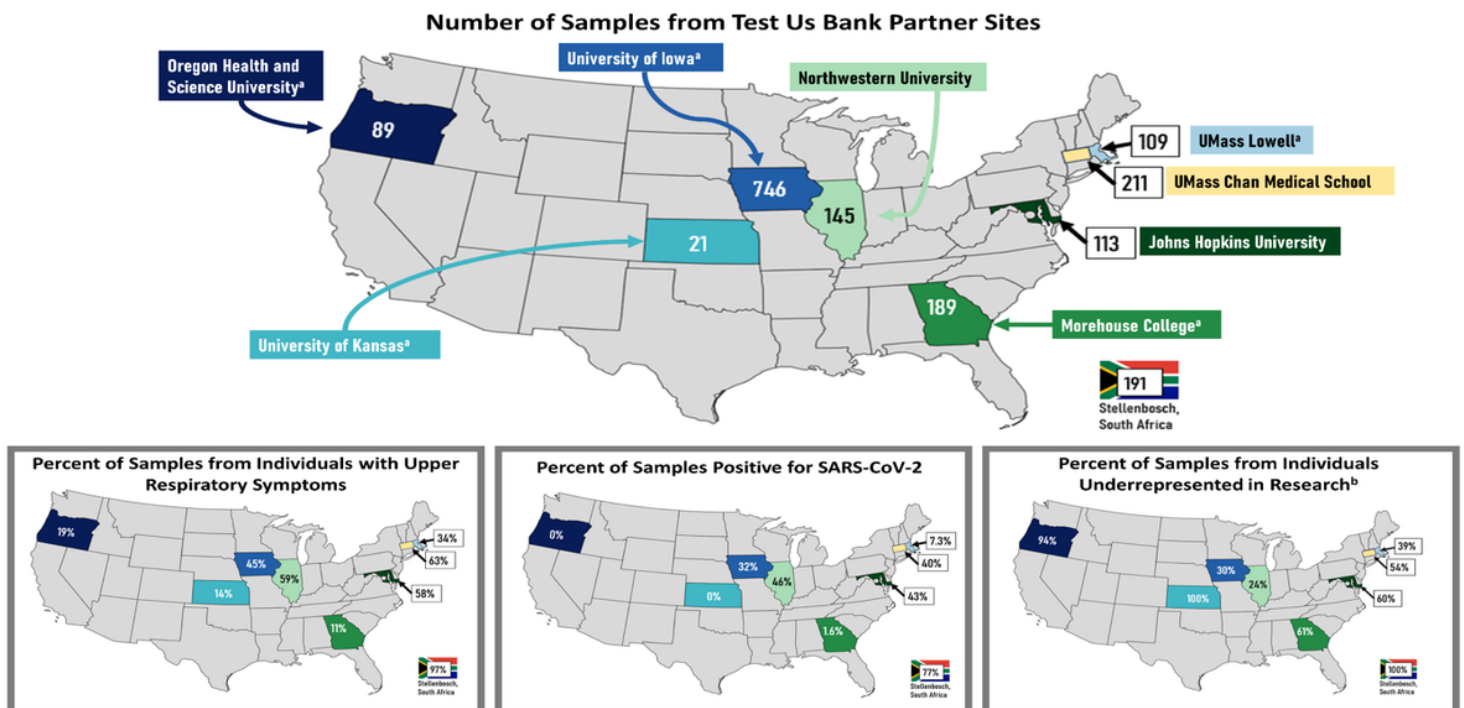 Number of Samples from Test Us Bank Partner Sites
Oregon Health and
Science Universityᵃ
University of Iowaᵃ
Northwestern University
89
746
145
21
109
UMass Lowellᵃ
211
UMass Chan Medical School
113
Johns Hopkins University
189
Morehouse Collegeᵃ
University of Kansasᵃ
191
Stellenbosch,
South Africa
Percent of Samples from Individuals with Upper
Respiratory Symptoms
19%
45%
59%
14%
34%
63%
58%
11%
97%
Stellenbosch,
South Africa
Percent of Samples Positive for SARS-CoV-2
0%
32%
46%
0%
7.3%
40%
43%
1.6%
77%
Stellenbosch,
South Africa
Percent of Samples from Individuals
Underrepresented in Researchᵇ
94%
30%
24%
100%
39%
54%
60%
61%
100%
Stellenbosch,
South Africa